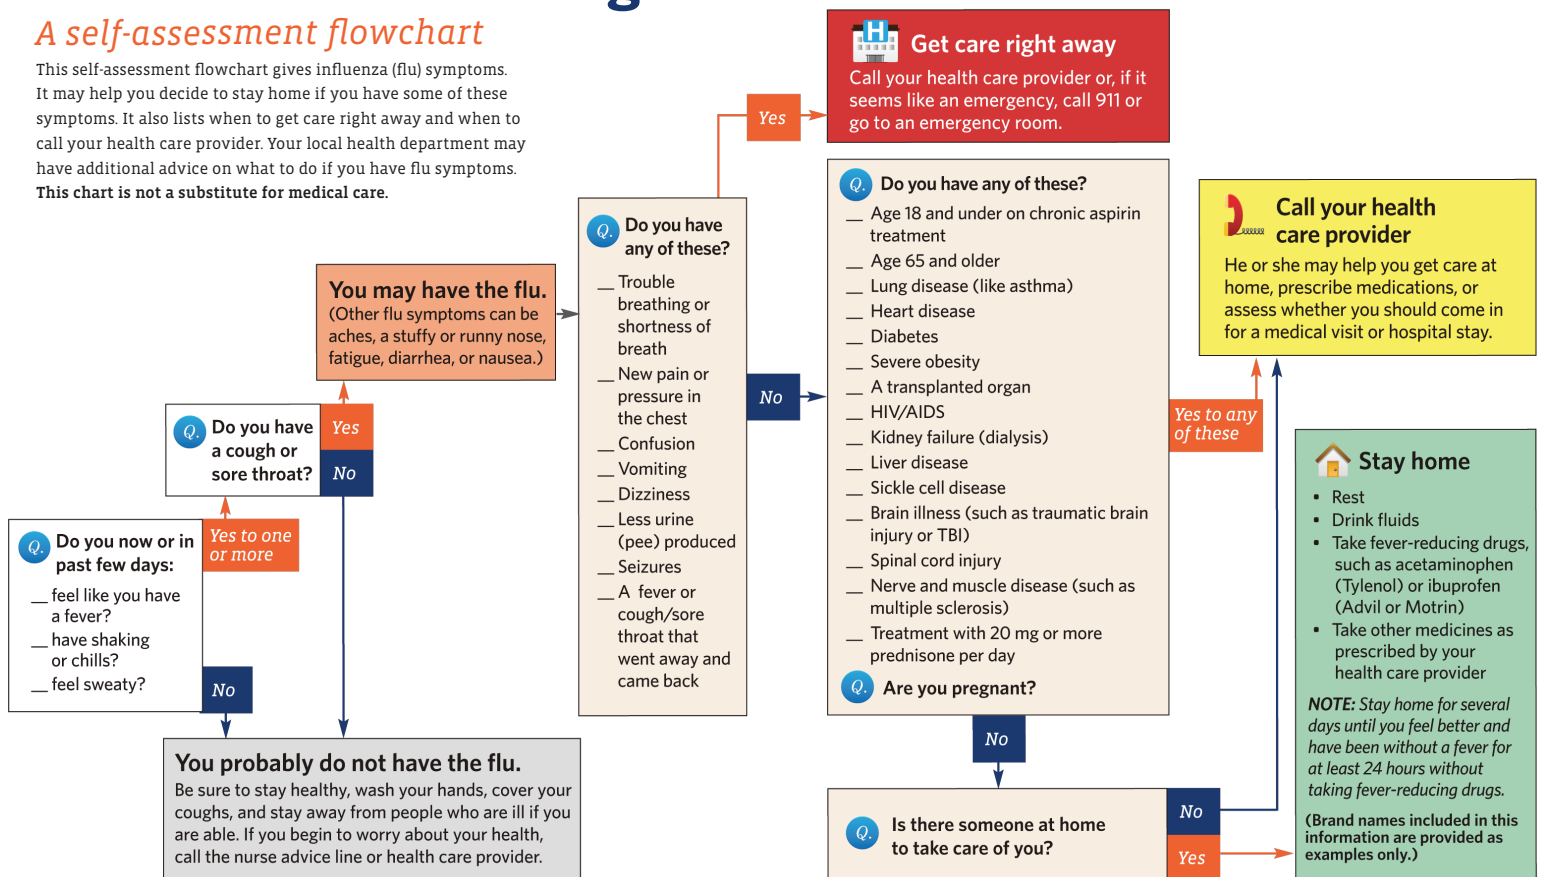 A self-assessment flowchart
This self-assessment flowchart gives influenza (flu) symptoms.
It may help you decide to stay home if you have some of these
symptoms. It also lists when to get care right away and when to
call your health care provider. Your local health department may
have additional advice on what to do if you have flu symptoms.
This chart is not a substitute for medical care.
Q. Do you now or in
past few days:
__ feel like you have
a fever?
__ have shaking
or chills?
__ feel sweaty?
Yes to one
or more
No
Q. Do you have
a cough or
sore throat?
Yes
No
You probably do not have the flu.
Be sure to stay healthy, wash your hands, cover your
coughs, and stay away from people who are ill if you
are able. If you begin to worry about your health,
call the nurse advice line or health care provider.
You may have the flu.
(Other flu symptoms can be
aches, a stuffy or runny nose,
fatigue, diarrhea, or nausea.)
Q. Do you have
any of these?
__ Trouble
breathing or
shortness of
breath
__ New pain or
pressure in
the chest
__ Confusion
__ Vomiting
__ Dizziness
__ Less urine
(pee) produced
__ Seizures
__ A fever or
cough/sore
throat that
went away and
came back
Yes
No
H Get care right away
Call your health care provider or, if it
seems like an emergency, call 911 or
go to an emergency room.
Q. Do you have any of these?
__ Age 18 and under on chronic aspirin
treatment
__ Age 65 and older
__ Lung disease (like asthma)
__ Heart disease
__ Diabetes
__ Severe obesity
__ A transplanted organ
__ HIV/AIDS
__ Kidney failure (dialysis)
__ Liver disease
__ Sickle cell disease
__ Brain illness (such as traumatic brain
injury or TBI)
__ Spinal cord injury
__ Nerve and muscle disease (such as
multiple sclerosis)
__ Treatment with 20 mg or more
prednisone per day
Q. Are you pregnant?
Yes to any
of these
No
Q. Is there someone at home
to take care of you?
No
Yes
Call your health
care provider
He or she may help you get care at
home, prescribe medications, or
assess whether you should come in
for a medical visit or hospital stay.
Stay home
• Rest
• Drink fluids
• Take fever-reducing drugs,
such as acetaminophen
(Tylenol) or ibuprofen
(Advil or Motrin)
• Take other medicines as
prescribed by your
health care provider
NOTE: Stay home for several
days until you feel better and
have been without a fever for
at least 24 hours without
taking fever-reducing drugs.
(Brand names included in this
information are provided as
examples only.)